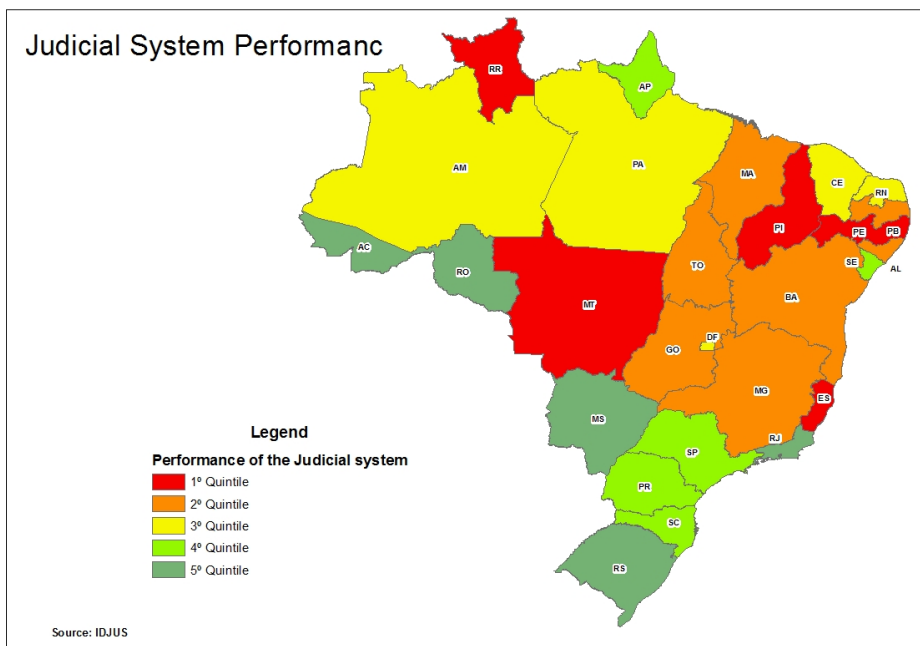 Judicial System Performanc
RR
AP
AM
PA
MA
CE
RN
PI
PE
PB
AC
RO
TO
SE
AL
MT
BA
DF
GO
MG
ES
MS
RJ
SP
PR
SC
RS
Legend
Performance of the Judicial system
1º Quintile
2º Quintile
3º Quintile
4º Quintile
5º Quintile
Source: IDJUS